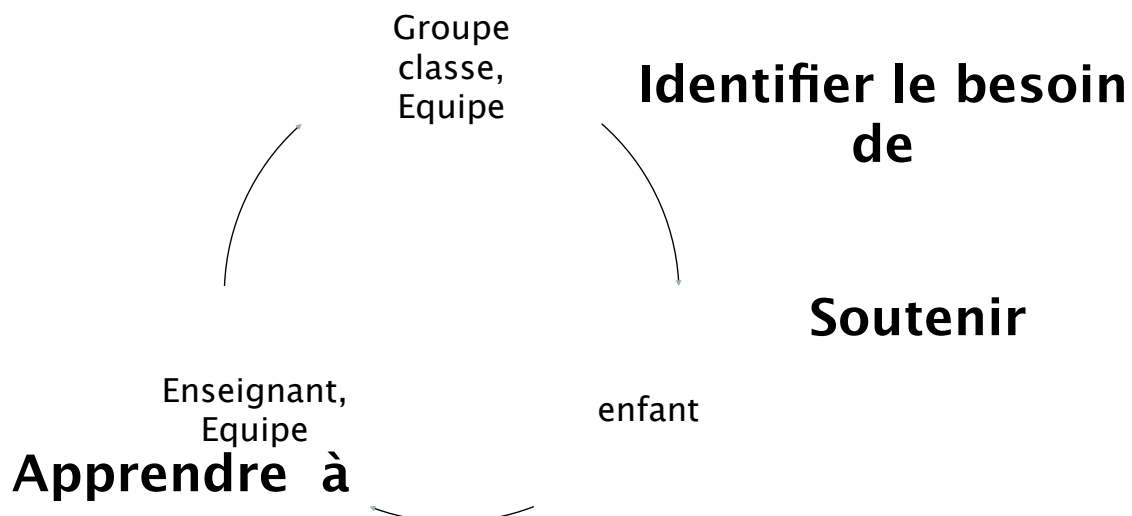 Groupe
classe,
Equipe
Identifier le besoin
de
Soutenir
Enseignant,
Equipe
enfant
Apprendre à